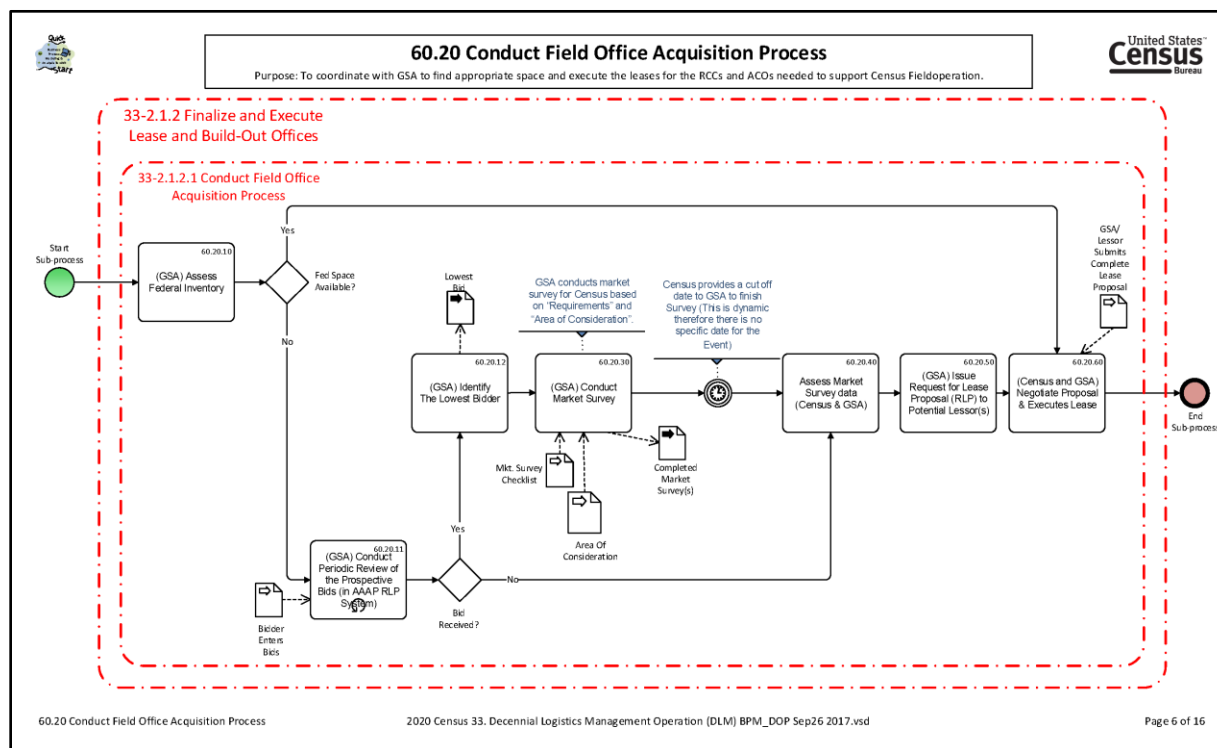 Quick
Start
60.20 Conduct Field Office Acquisition Process
Purpose: To coordinate with GSA to find appropriate space and execute the leases for the RCCs and ACOs needed to support Census Fieldoperation.
United States™
Census
Bureau
33-2.1.2 Finalize and Execute
Lease and Build-Out Offices
33-2.1.2.1 Conduct Field Office
Acquisition Process
Start
Sub-process
60.20.10
(GSA) Assess
Federal Inventory
Yes
Fed Space
Available?
No
Lowest
Bid
GSA conducts market
survey for Census based
on "Requirements" and
"Area of Consideration".
Census provides a cut off
date to GSA to finish
Survey (This is dynamic
therefore there is no
specific date for the
Event)
GSA/
Lessor
Submits
Complete
Lease
Proposal
60.20.12
(GSA) Identify
The Lowest Bidder
60.20.30
(GSA) Conduct
Market Survey
60.20.40
Assess Market
Survey data
(Census & GSA)
60.20.50
(GSA) Issue
Request for Lease
Proposal (RLP) to
Potential Lessor(s)
60.20.60
(Census and GSA)
Negotiate Proposal
& Executes Lease
End
Sub-process
Mkt. Survey
Checklist
Completed
Market
Survey(s)
Area Of
Consideration
Yes
60.20.11
(GSA) Conduct
Periodic Review of
the Prospective
Bids (in AAAP RLP
System)
Bidder
Enters
Bids
Bid
Received?
No
60.20 Conduct Field Office Acquisition Process
2020 Census 33. Decennial Logistics Management Operation (DLM) BPM_DOP Sep26 2017.vsd
Page 6 of 16